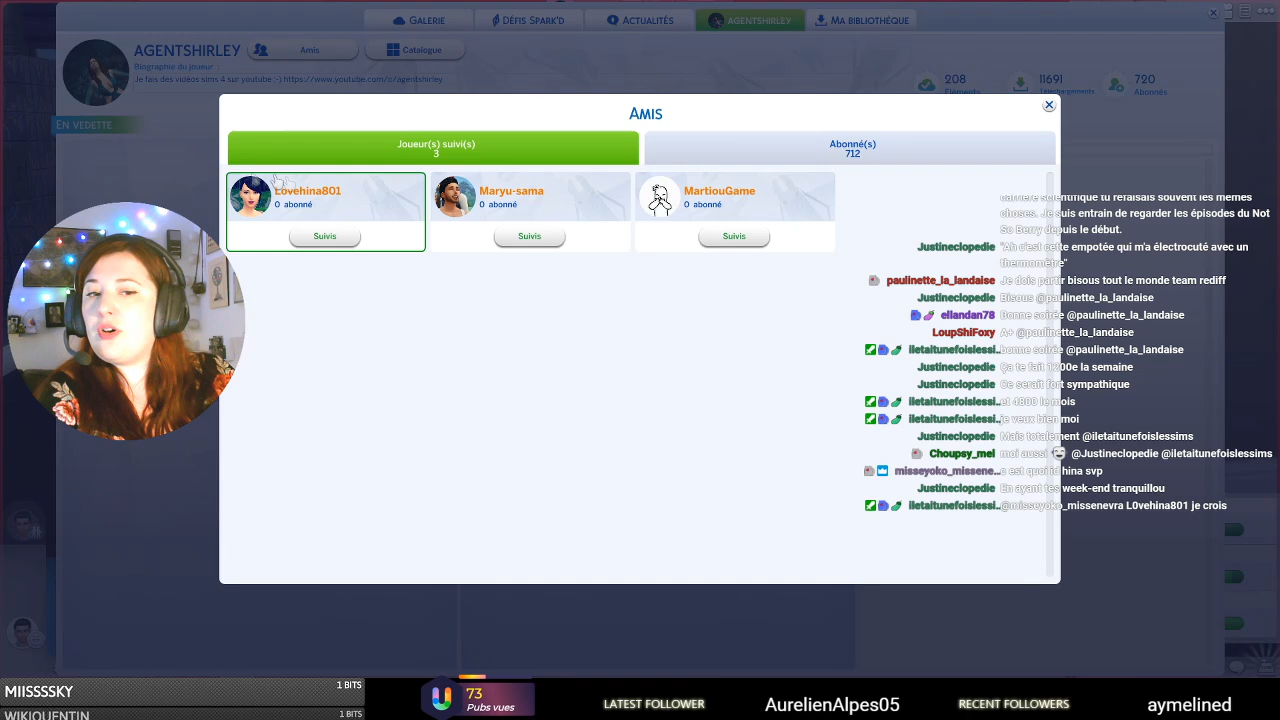 GALERIE
DÉFIS SPARK'D
ACTUALITÉS
AGENTSHIRLEY
MA BIBLIOTHÈQUE
AGENTSHIRLEY
Amis
Catalogue
Biographie du joueur :
Je fais des vidéos sims 4 sur youtube :-) https://www.youtube.com/c/agentshirley
208
Éléments
11691
Téléchargements
720
Abonnés
EN VEDETTE
AMIS
Joueur(s) suivi(s)
3
Abonné(s)
712
Lovehina801
0 abonné
Suivis
Maryu-sama
0 abonné
Suivis
MartiouGame
0 abonné
Suivis
carrière scientifique tu refaisais souvent les mêmes
choses. Je suis entrain de regarder les épisodes du Not
So Berry depuis le début.
Justineclopedie "Ah c'est cette empotée qui m'a électrocuté avec un
thermomètre"
paulinette_la_landaise Je dois partir bisous tout le monde team rediff
Justineclopedie Bisous @paulinette_la_landaise
ellandan78 Bonne soirée @paulinette_la_landaise
LoupShiFoxy A+ @paulinette_la_landaise
iletaitunefoislessi.. bonne soirée @paulinette_la_landaise
Justineclopedie Ça te fait 1200e la semaine
Justineclopedie Ce serait fort sympathique
iletaitunefoislessi.. et 4800 le mois
iletaitunefoislessi.. je veux bien moi
Justineclopedie Mais totalement @iletaitunefoislessims
Choupsy_mel moi aussi @Justineclopedie @iletaitunefoislessims
misseyoko_missene... c est quoi id hina svp
Justineclopedie En ayant tes week-end tranquillou
iletaitunefoislessi.. @misseyoko_missenevra L0vehina801 je crois
MIISSSSKY
1 BITS
WIKIQUENTIN
1 BITS
73
Pubs vues
LATEST FOLLOWER
AurelienAlpes05
RECENT FOLLOWERS
aymelined